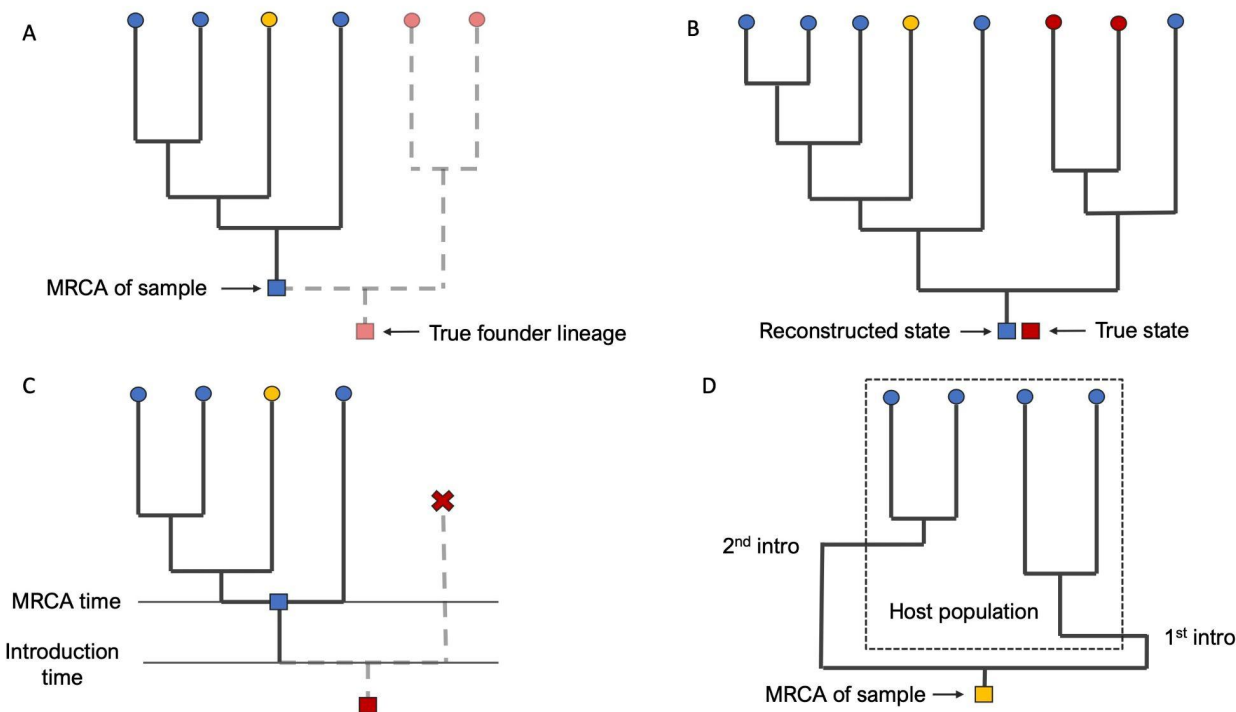 A
MRCA of sample
True founder lineage
B
Reconstructed state
True state
C
MRCA time
Introduction
time
D
2nd intro
Host population
1st intro
MRCA of sample